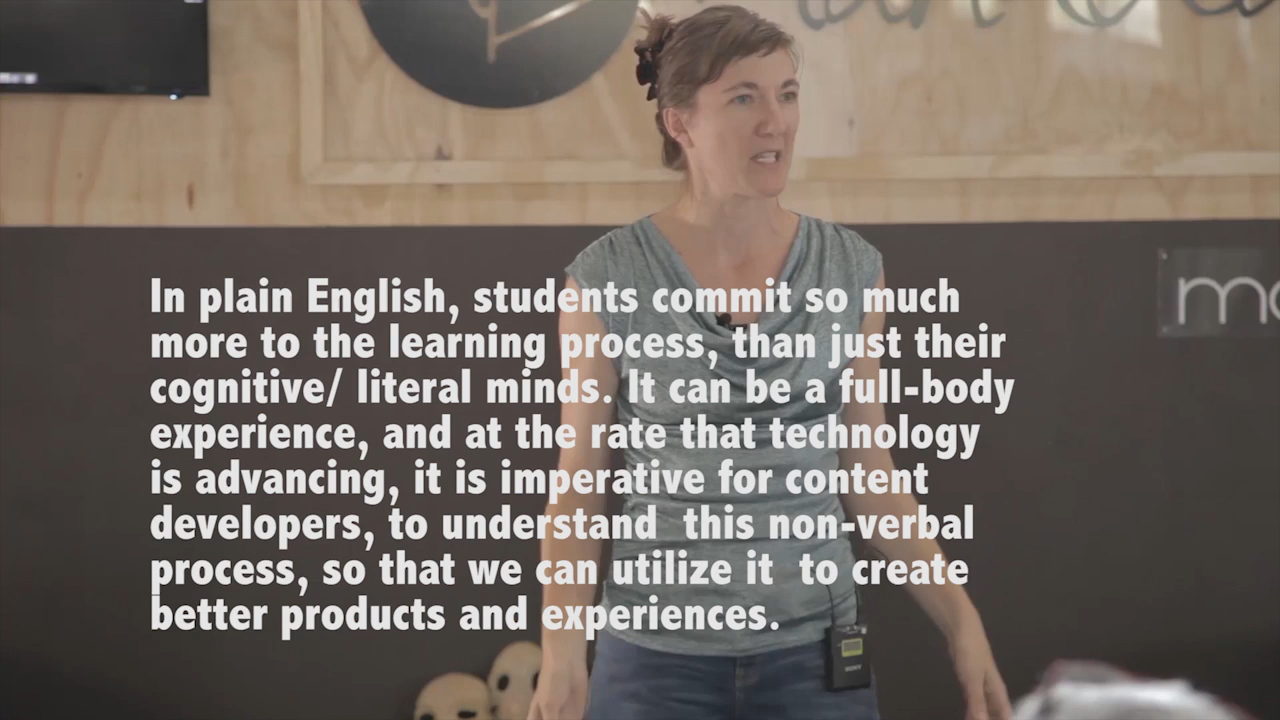 In plain English, students commit so much
more to the learning process, than just their
cognitive/ literal minds. It can be a full-body
experience, and at the rate that technology
is advancing, it is imperative for content
developers, to understand  this non-verbal
process, so that we can utilize it  to create
better products and experiences.
SONY